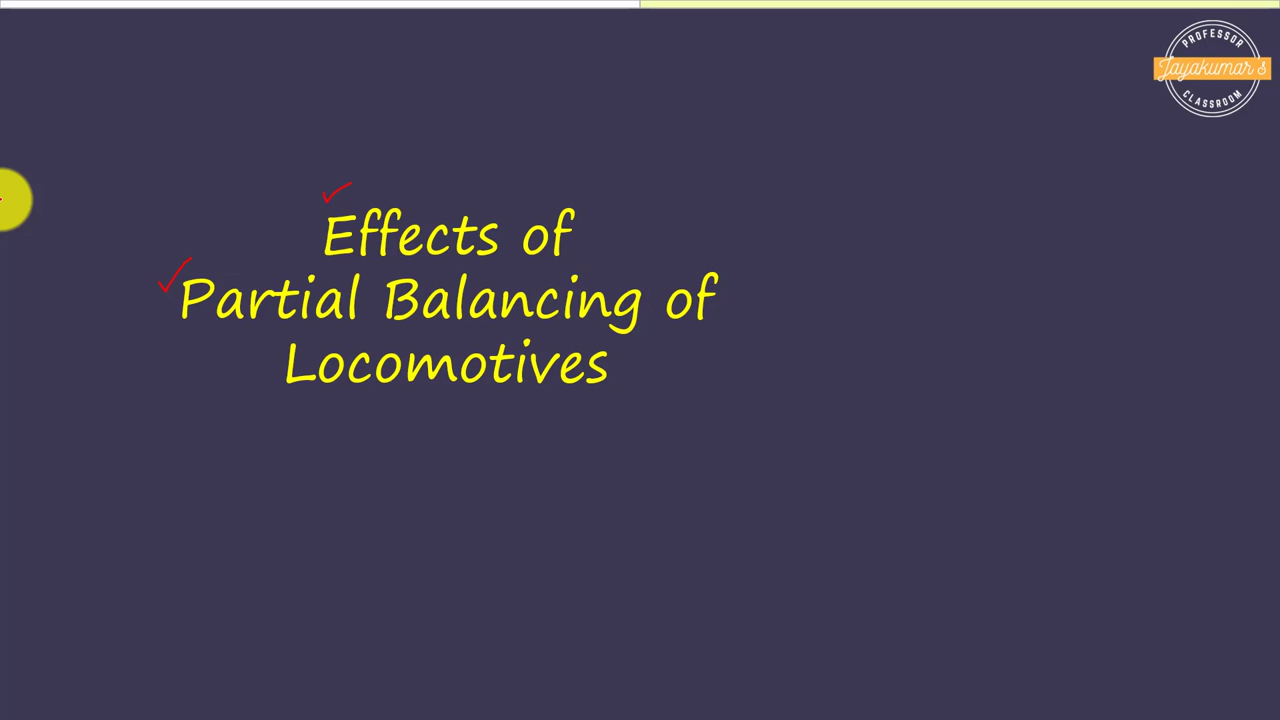 PROFESSOR
Jayakumar's
CLASSROOM
Effects of
Partial Balancing of
Locomotives